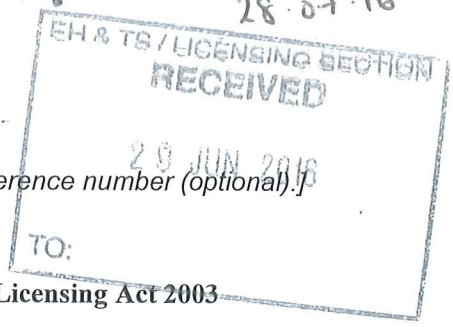 28.07.16
EH & TS / LICENSING SECTION
RECEIVED
29 JUN 2016
erence number (optional).]
TO:
Licensing Act 2003